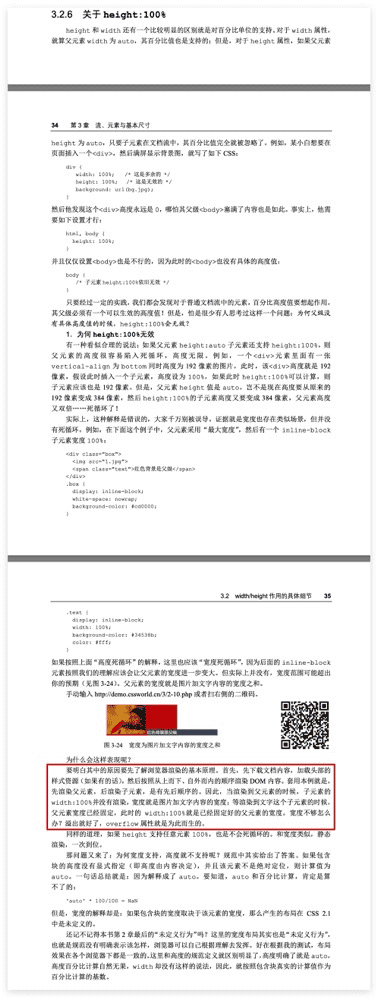 3.2.6 关于 height:100%
height 和 width 还有一个比较明显的区别就是对百分比单位的支持。对于 width 属性,
就算父元素 width 为 auto,其百分比值也是支持的;但是,对于 height 属性,如果父元素
34 第 3 章 流、元素与基本尺寸
height 为 auto,只要子元素在文档流中,其百分比值完全就被忽略了。例如,某小白想要在
页面插入一个<div>,然后满屏显示背景图,就写了如下 CSS:
div {
width: 100%; /* 这是多余的 */
height: 100%; /* 这是无效的 */
background: url(bg.jpg);
}
然后他发现这个<div>高度永远是 0,哪怕其父级<body>塞满了内容也是如此。事实上,他需
要如下设置才行:
html, body {
height: 100%;
}
并且仅仅设置<body>也是不行的,因为此时的<body>也没有具体的高度值:
body {
/* 子元素 height:100%依旧无效 */
}
只要经过一定的实践,我们都会发现对于普通文档流中的元素,百分比高度值要想起作用,
其父级必须有一个可以生效的高度值!但是,怕是很少有人思考过这样一个问题:为何父级没
有具体高度值的时候,height:100%会无效?
1. 为何 height:100%无效
有一种看似合理的说法:如果父元素 height:auto 子元素还支持 height:100%,则
父元素的高度很容易陷入死循环,高度无限。例如,一个<div>元素里面有一张
vertical-align 为 bottom 同时高度为 192 像素的图片,此时,该<div>高度就是 192
像素,假设此时插入一个子元素,高度设为 100%,如果此时 height:100%可以计算,则
子元素应该也是 192 像素。但是,父元素 height 值是 auto,岂不是现在高度要从原来的
192 像素变成 384 像素,然后 height:100%的子元素高度又要变成 384 像素,父元素高度
又双倍……死循环了!
实际上,这种解释是错误的,大家千万别被误导。证据就是宽度也存在类似场景,但并没
有死循环。例如,在下面这个例子中,父元素采用“最大宽度”,然后有一个 inline-block
子元素宽度 100%:
<div class="box">
<img src="1.jpg">
<span class="text">红色背景是父级</span>
</div>
.box {
display: inline-block;
white-space: nowrap;
background-color: #cd0000;
}
3.2 width/height 作用的具体细节 35
.text {
display: inline-block;
width: 100%;
background-color: #34538b;
color: #fff;
}
如果按照上面“高度死循环”的解释,这里也应该“宽度死循环”,因为后面的 inline-block
元素按照我们的理解应该会让父元素的宽度进一步变大。但实际上并没有,宽度范围可能超出
你的预期(见图 3-24)。父元素的宽度就是图片加文字内容的宽度之和。
手动输入 http://demo.cssworld.cn/3/2-10.php 或者扫右侧的二维码。
图 3-24 宽度为图片加文字内容的宽度之和
为什么会这样表现呢?
要明白其中的原因要先了解浏览器渲染的基本原理。首先,先下载文档内容,加载头部的
样式资源(如果有的话),然后按照从上而下、自外而内的顺序渲染 DOM 内容。套用本例就是,
先渲染父元素,后渲染子元素,是有先后顺序的。因此,当渲染到父元素的时候,子元素的
width:100%并没有渲染,宽度就是图片加文字内容的宽度;等渲染到文字这个子元素的时候,
父元素宽度已经固定,此时的 width:100%就是已经固定好的父元素的宽度。宽度不够怎么
办?溢出就好了,overflow 属性就是为此而生的。
同样的道理,如果 height 支持任意元素 100%,也是不会死循环的。和宽度类似,静态
渲染,一次到位。
那问题又来了:为何宽度支持,高度就不支持呢?规范中其实给出了答案。如果包含
块的高度没有显式指定(即高度由内容决定),并且该元素不是绝对定位,则计算值为
auto。一句话总结就是:因为解释成了 auto。要知道,auto 和百分比计算,肯定是算
不了的:
'auto' * 100/100 = NaN
但是,宽度的解释却是:如果包含块的宽度取决于该元素的宽度,那么产生的布局在 CSS 2.1
中是未定义的。
还记不记得本书第 2 章最后的“未定义行为”吗?这里的宽度布局其实也是“未定义行为”,
也就是规范没有明确表示该怎样,浏览器可以自己根据理解去发挥。好在根据我的测试,布局
效果在各个浏览器下都是一致的。这里和高度的规范定义就区别明显了,高度明确了就是 auto,
高度百分比计算自然无果,width 却没有这样的说法,因此,就按照包含块真实的计算值作为
百分比计算的基数。